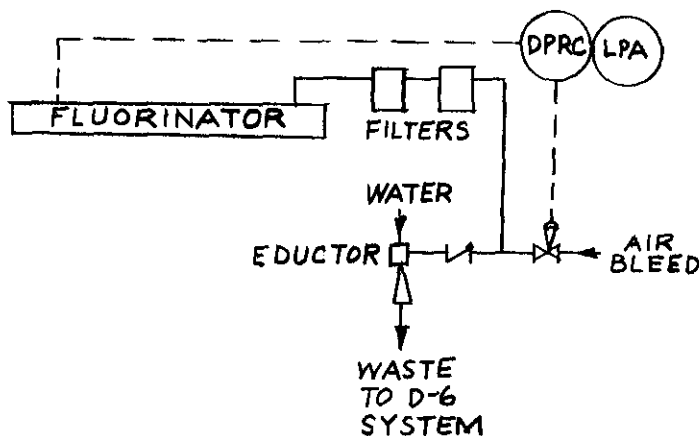 DPRC
LPA
FLUORINATOR
FILTERS
WATER
EDUCTOR
AIR
BLEED
WASTE
TO D-6
SYSTEM